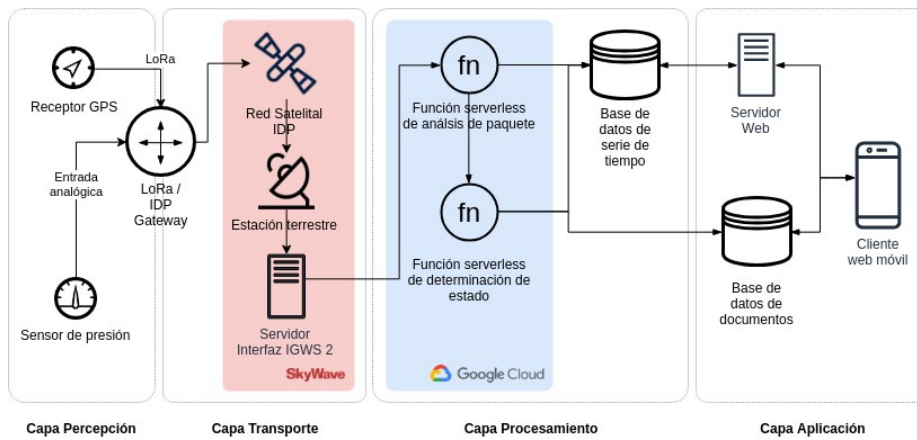 LoRa
Receptor GPS
Entrada
analógica
LoRa /
IDP
Gateway
Sensor de presión
Red Satelital
IDP
Estación terrestre
Servidor
Interfaz IGWS 2
SkyWave
fn
Función serverless
de análsis de paquete
fn
Función serverless
de determinación de
estado
Google Cloud
Base de
datos de
serie de
tiempo
Servidor
Web
Base de
datos de
documentos
Cliente
web móvil
Capa Percepción
Capa Transporte
Capa Procesamiento
Capa Aplicación